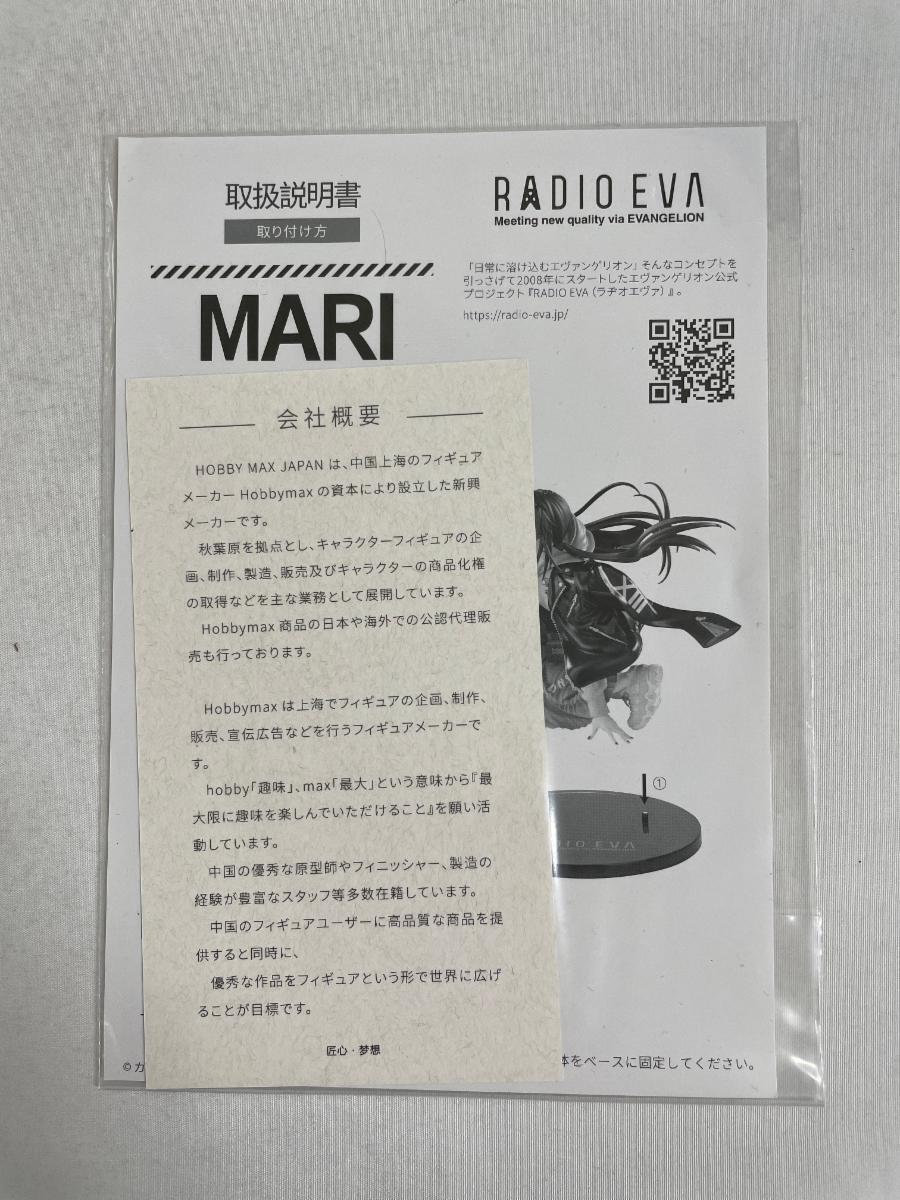 取扱説明書
取り付け方
MARI
RADIO EVA
Meeting new quality via EVANGELION
「日常に溶け込むエヴァンゲリオン」そんなコンセプトを
引っさげて2008年にスタートしたエヴァンゲリオン公式
プロジェクト『RADIO EVA（ラヂオエヴァ）』。
https://radio-eva.jp/
会社概要
HOBBY MAX JAPAN は、中国上海のフィギュア
メーカー Hobbymax の資本により設立した新興
メーカーです。
秋葉原を拠点とし、キャラクターフィギュアの企
画、制作、製造、販売及びキャラクターの商品化権
の取得などを主な業務として展開しています。
Hobbymax 商品の日本や海外での公認代理販
売も行っております。
Hobbymax は上海でフィギュアの企画、制作、
販売、宣伝広告などを行うフィギュアメーカーで
す。
hobby「趣味」、max「最大」という意味から『最
大限に趣味を楽しんでいただけること』を願い活
動しています。
中国の優秀な原型師やフィニッシャー、製造の
経験が豊富なスタッフ等多数在籍しています。
中国のフィギュアユーザーに高品質な商品を提
供すると同時に、
優秀な作品をフィギュアという形で世界に広げ
ることが目標です。
匠心・梦想
①
DIO EVA
©カ
体をベースに固定してください。